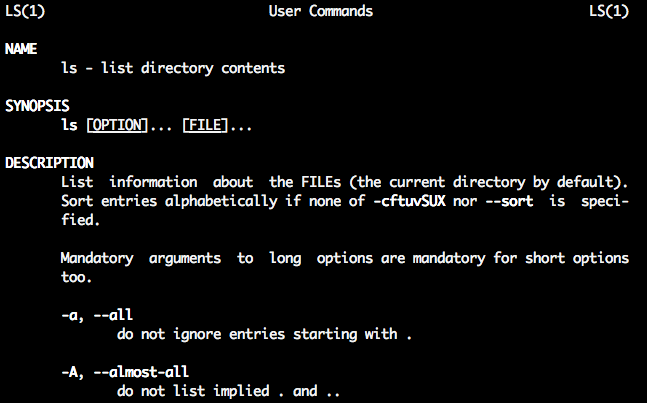 LS(1) User Commands LS(1)
NAME
ls - list directory contents
SYNOPSIS
ls [OPTION]... [FILE]...
DESCRIPTION
List information about the FILEs (the current directory by default).
Sort entries alphabetically if none of -cftuvSUX nor --sort is speci-
fied.
Mandatory arguments to long options are mandatory for short options
too.
-a, --all
do not ignore entries starting with .
-A, --almost-all
do not list implied . and ..